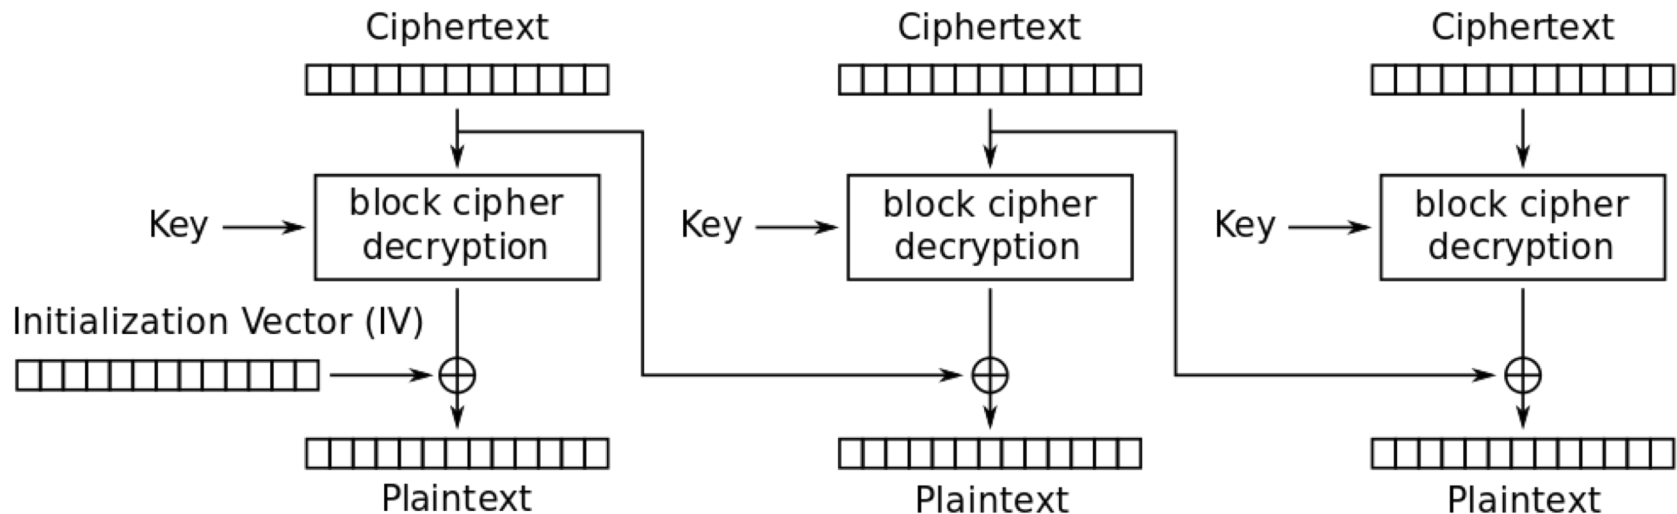 Ciphertext
Ciphertext
Ciphertext
Key
block cipher
decryption
Key
block cipher
decryption
Key
block cipher
decryption
Initialization Vector (IV)
Plaintext
Plaintext
Plaintext